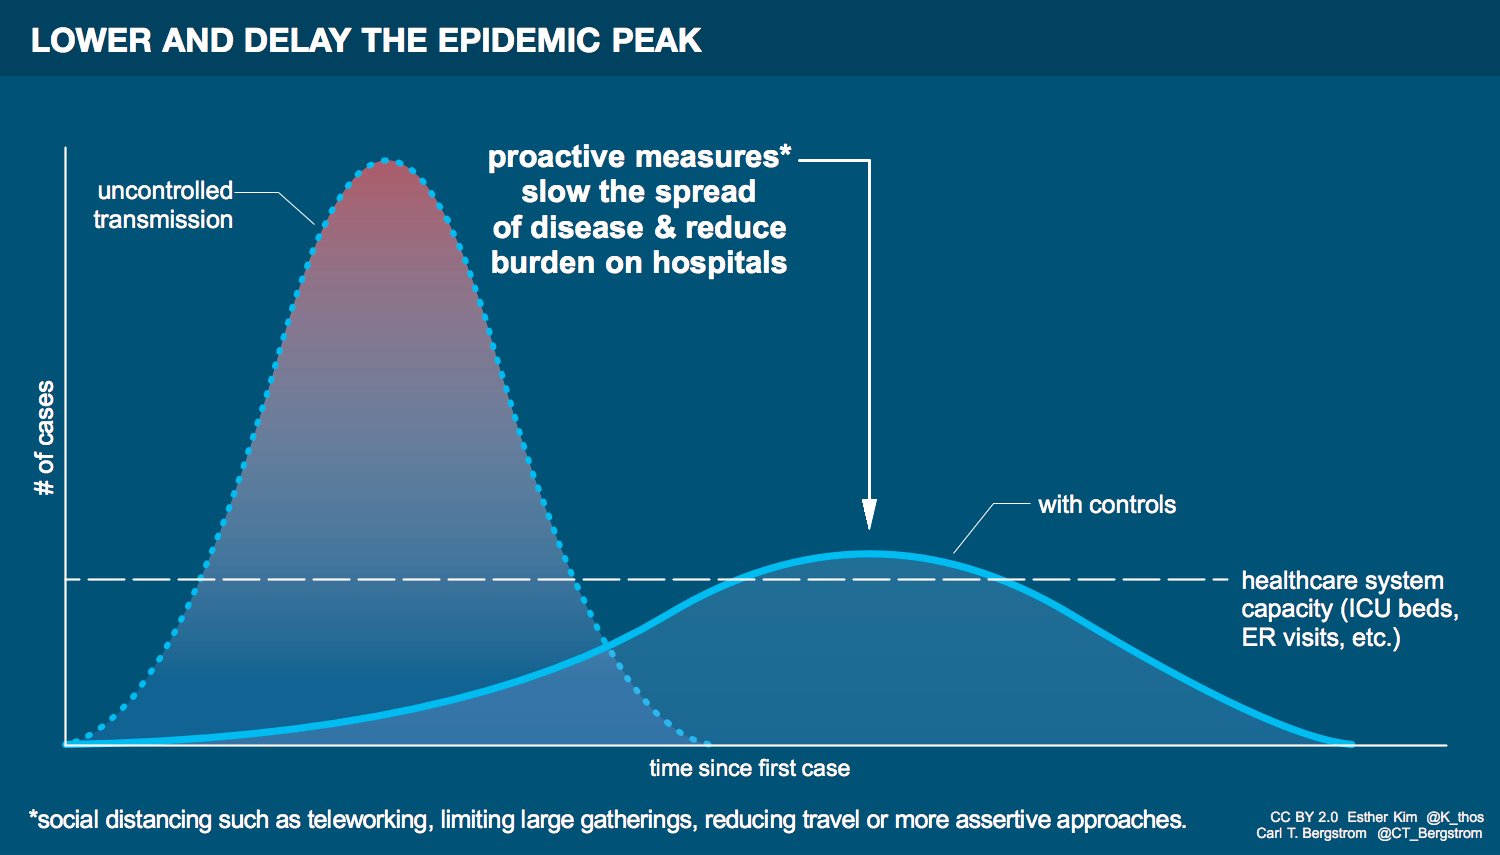 LOWER AND DELAY THE EPIDEMIC PEAK
uncontrolled
transmission
proactive measures*
slow the spread
of disease & reduce
burden on hospitals
# of cases
with controls
healthcare system
capacity (ICU beds,
ER visits, etc.)
time since first case
*social distancing such as teleworking, limiting large gatherings, reducing travel or more assertive approaches.
CC BY 2.0 Esther Kim @K_thos
Carl T. Bergstrom @CT_Bergstrom